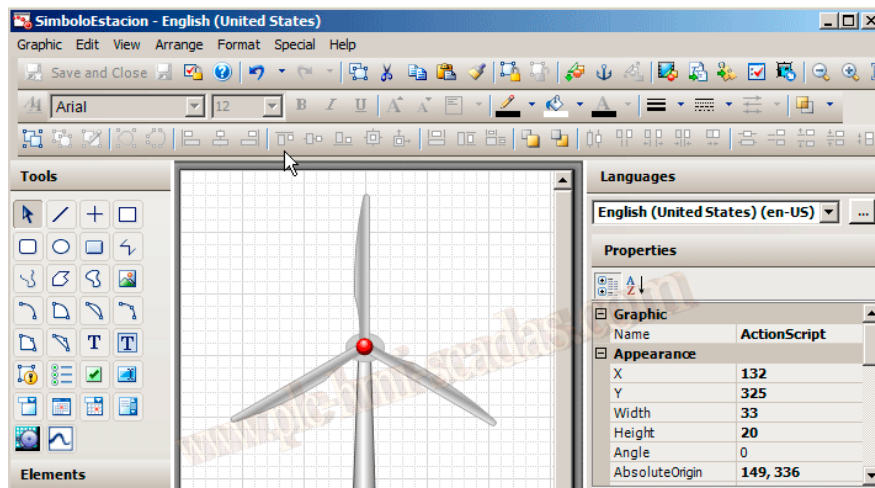 SimboloEstacion - English (United States)
Graphic Edit View Arrange Format Special Help
Save and Close
Arial 12 B I U A A A
Tools
Languages
English (United States) (en-US) ...
Properties
Graphic
Name ActionScript
Appearance
X 132
Y 325
Width 33
Height 20
Angle 0
AbsoluteOrigin 149, 336
T T
Elements
www.plc-hmi-scadas.com